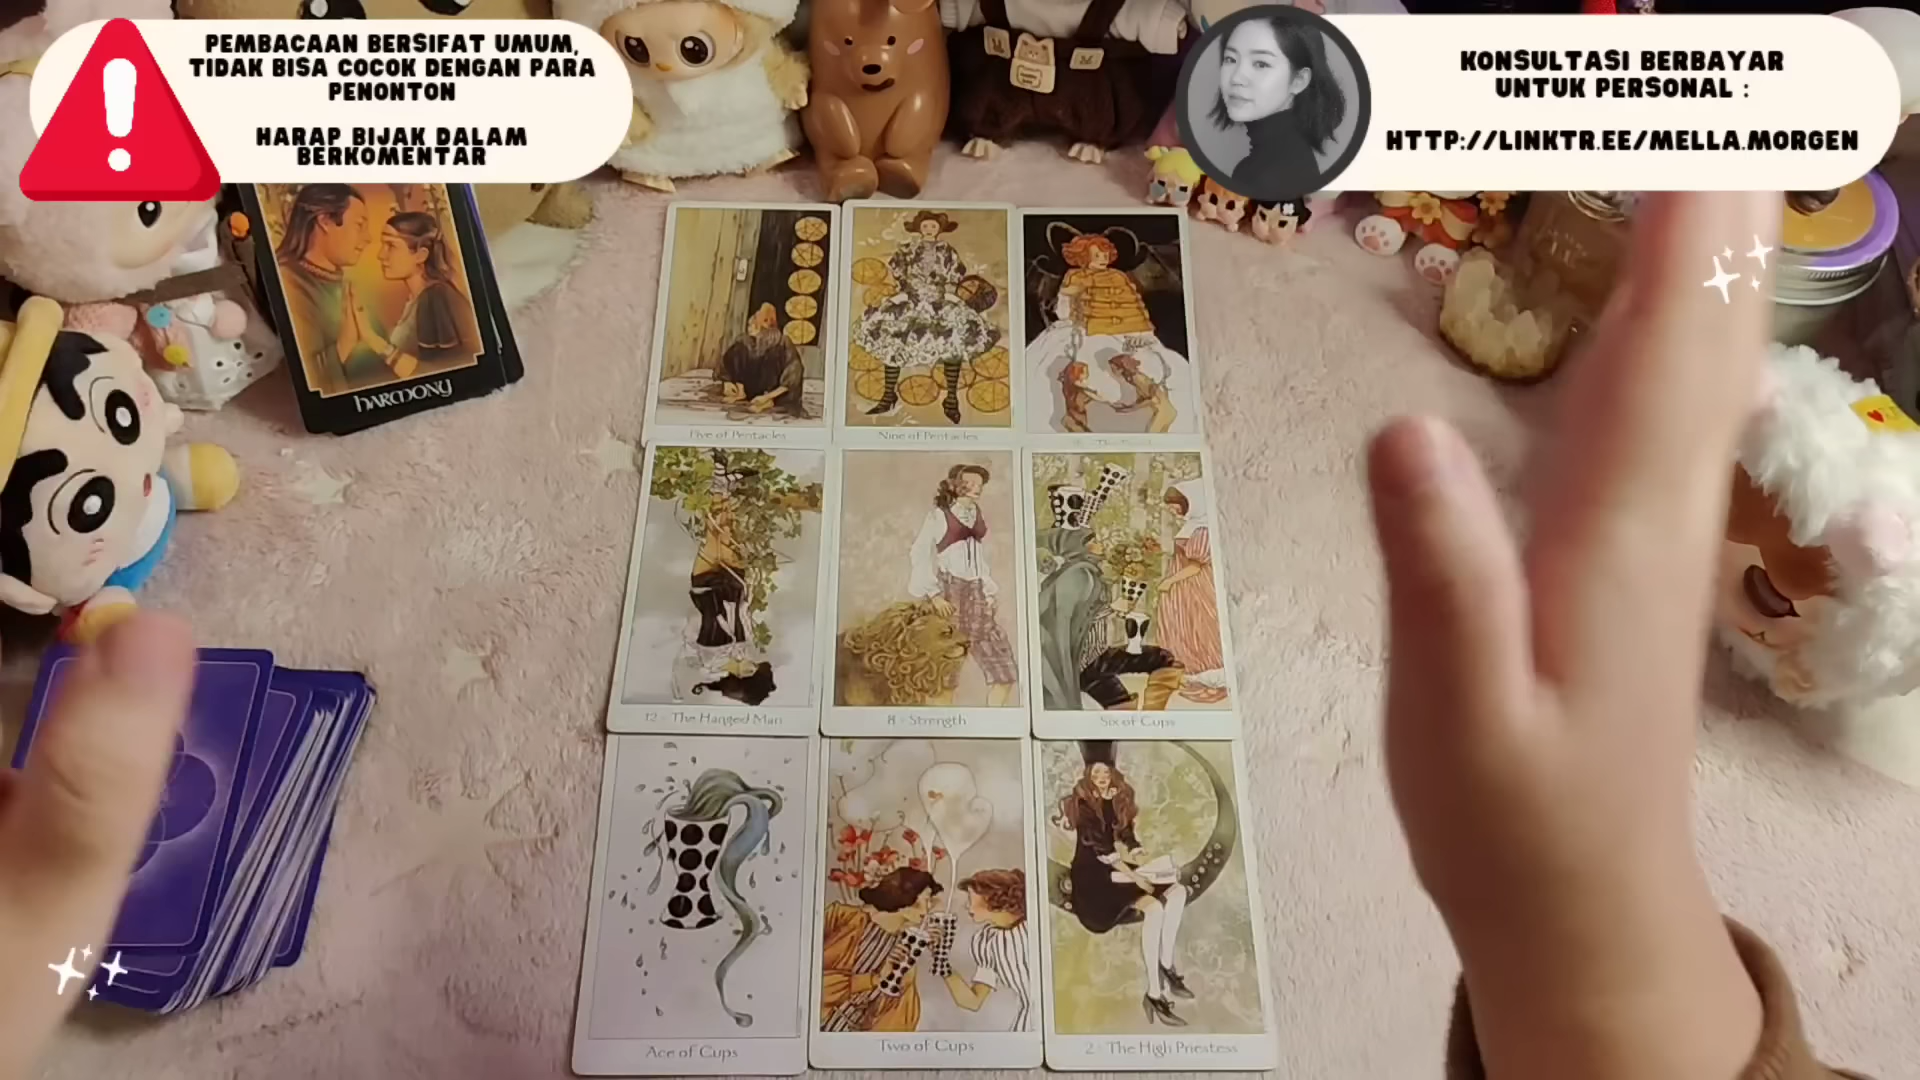 PEMBACAAN BERSIFAT UMUM,
TIDAK BISA COCOK DENGAN PARA
PENONTON
HARAP BIJAK DALAM
BERKOMENTAR
KONSULTASI BERBAYAR
UNTUK PERSONAL :
HTTP://LINKTR.EE/MELLA.MORGEN
HARMONY
Five of Pentacles
Nine of Pentacles
12 - The Hanged Man
8 - Strength
Six of Cups
Ace of Cups
Two of Cups
2 - The High Priestess